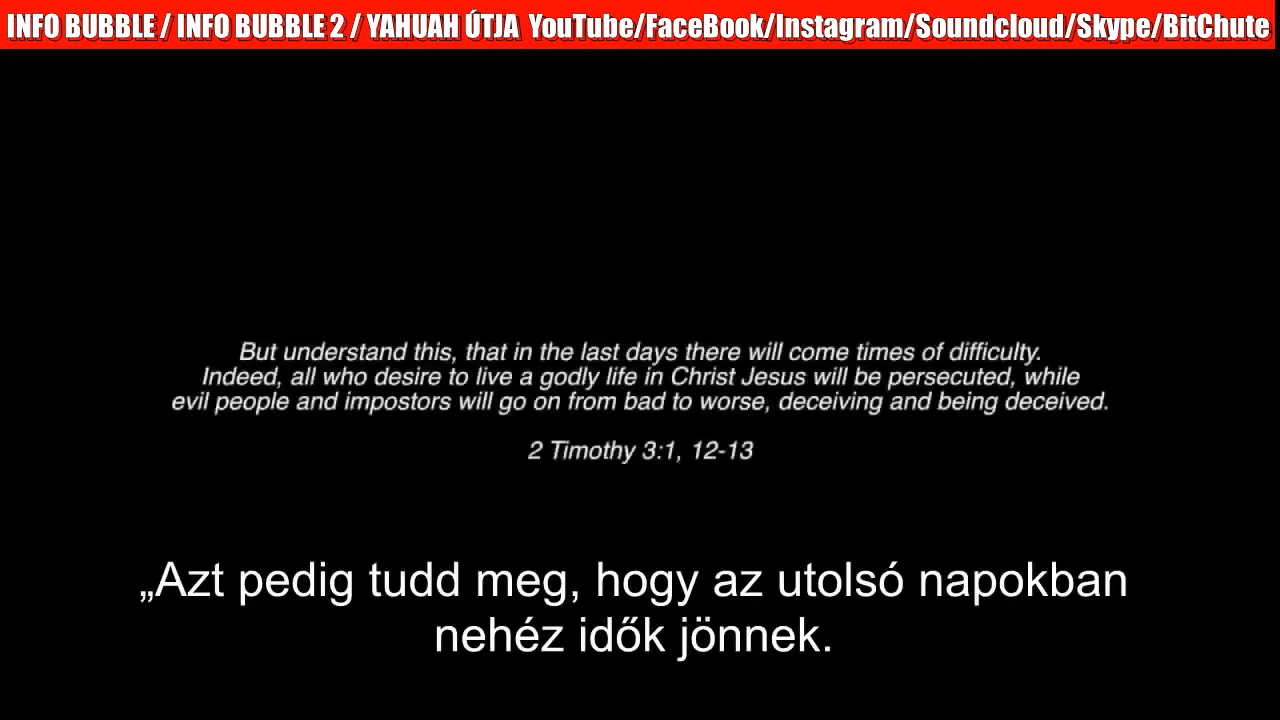 INFO BUBBLE / INFO BUBBLE 2 / YAHUAH ÚTJA YouTube/FaceBook/Instagram/Soundcloud/Skype/BitChute
But understand this, that in the last days there will come times of difficulty.
Indeed, all who desire to live a godly life in Christ Jesus will be persecuted, while
evil people and impostors will go on from bad to worse, deceiving and being deceived.
2 Timothy 3:1, 12-13
„Azt pedig tudd meg, hogy az utolsó napokban
nehéz idők jönnek.